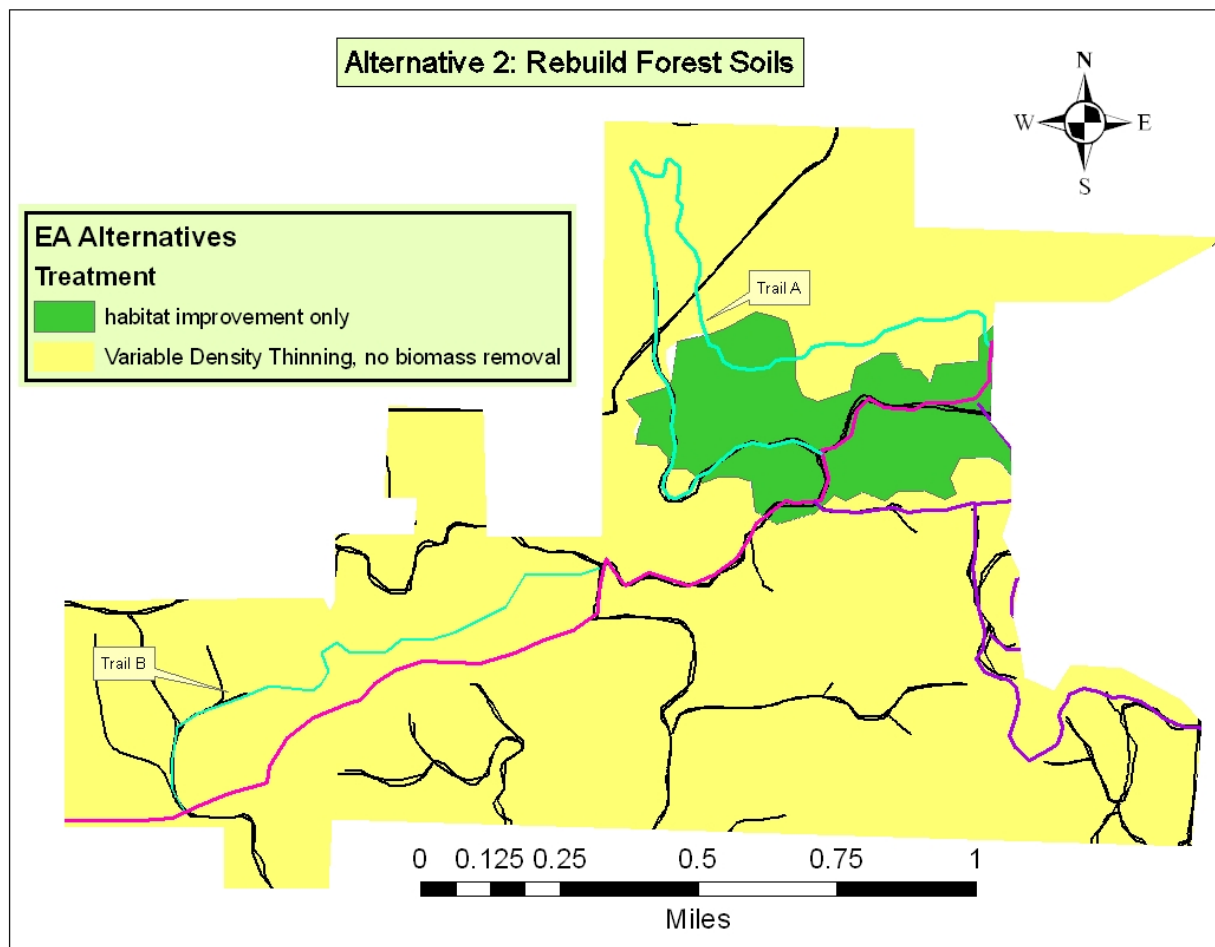 Alternative 2: Rebuild Forest Soils
N
W E
S
EA Alternatives
Treatment
habitat improvement only
Variable Density Thinning, no biomass removal
Trail A
Trail B
0 0.125 0.25 0.5 0.75 1
Miles